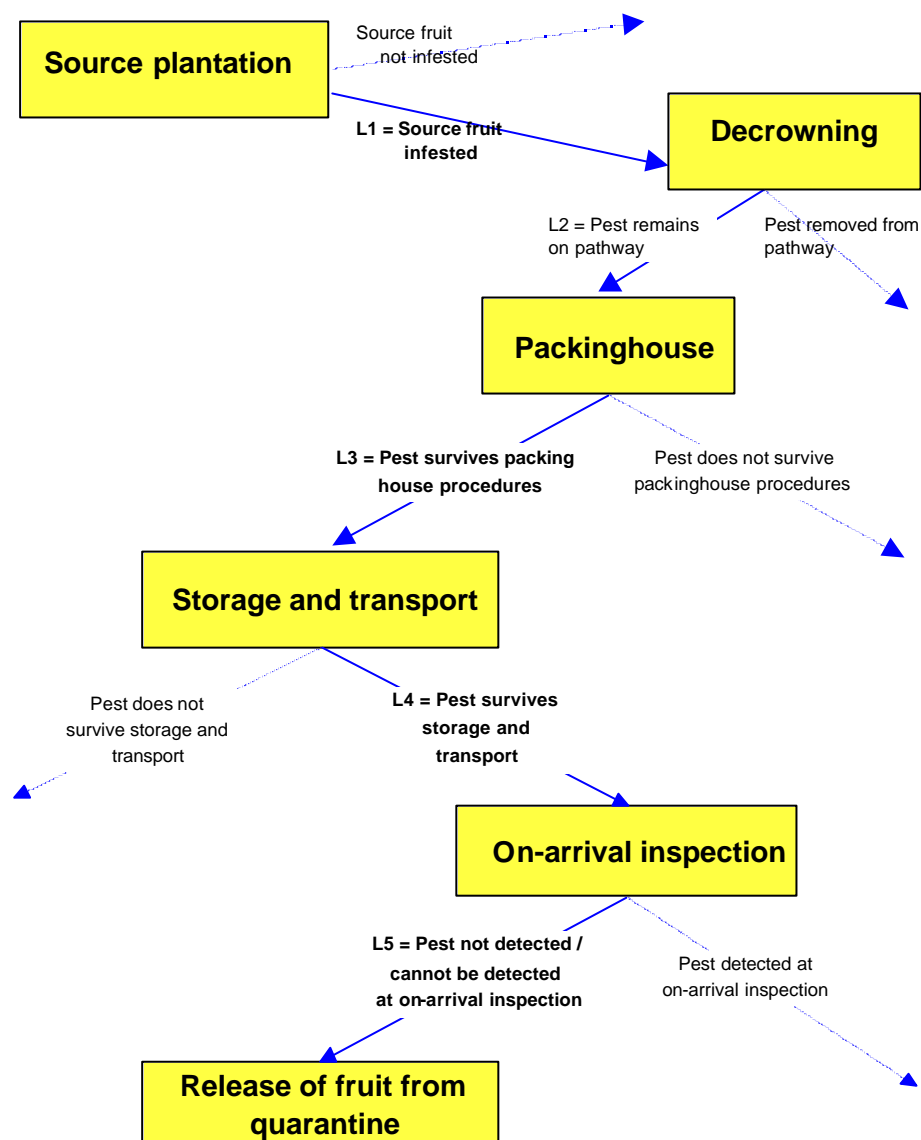 Source plantation
Source fruit
not infested
L1 = Source fruit
infested
Decrowning
L2 = Pest remains
on pathway
Pest removed from
pathway
Packinghouse
L3 = Pest survives packing
house procedures
Pest does not survive
packinghouse procedures
Storage and transport
Pest does not
survive storage and
transport
L4 = Pest survives
storage and
transport
On-arrival inspection
L5 = Pest not detected /
cannot be detected
at on-arrival inspection
Pest detected at
on-arrival inspection
Release of fruit from
quarantine